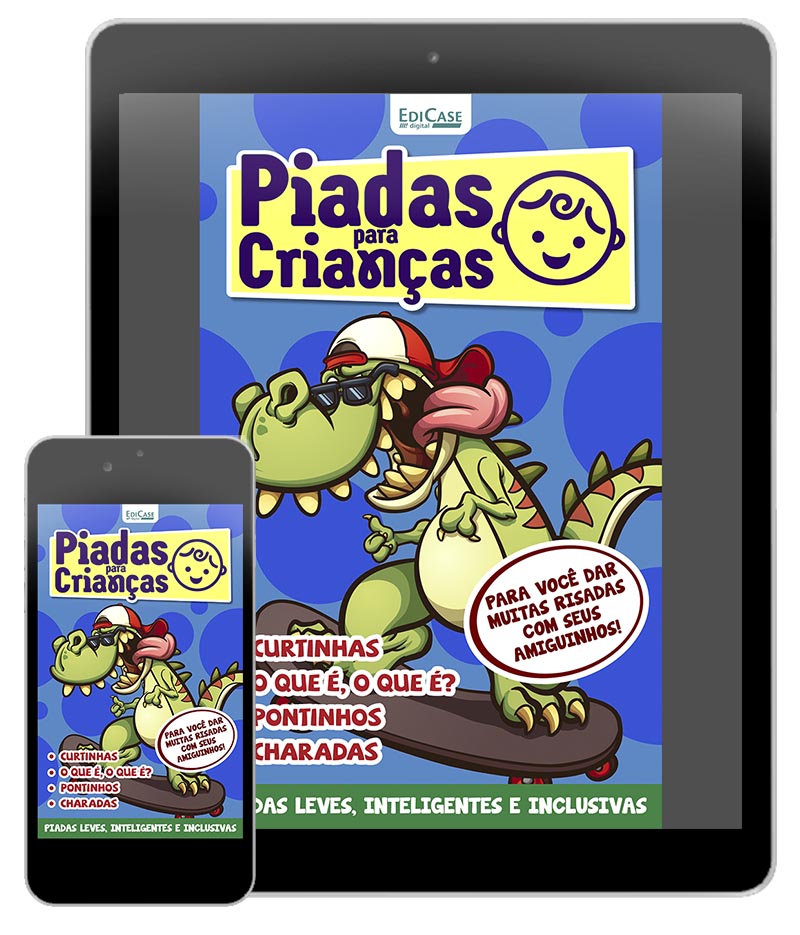 EDICASE
digital
Piadas
para
Crianças
PARA VOCÊ DAR
MUITAS RISADAS
COM SEUS
AMIGUINHOS!
CURTINHAS
O QUE É, O QUE É?
PONTINHOS
CHARADAS
DAS LEVES, INTELIGENTES E INCLUSIVAS
EDICASE
digital
Piadas
para
Crianças
PARA VOCÊ DAR
MUITAS RISADAS
COM SEUS
AMIGUINHOS!
• CURTINHAS
• O QUE É, O QUE É?
• PONTINHOS
• CHARADAS
PIADAS LEVES, INTELIGENTES E INCLUSIVAS